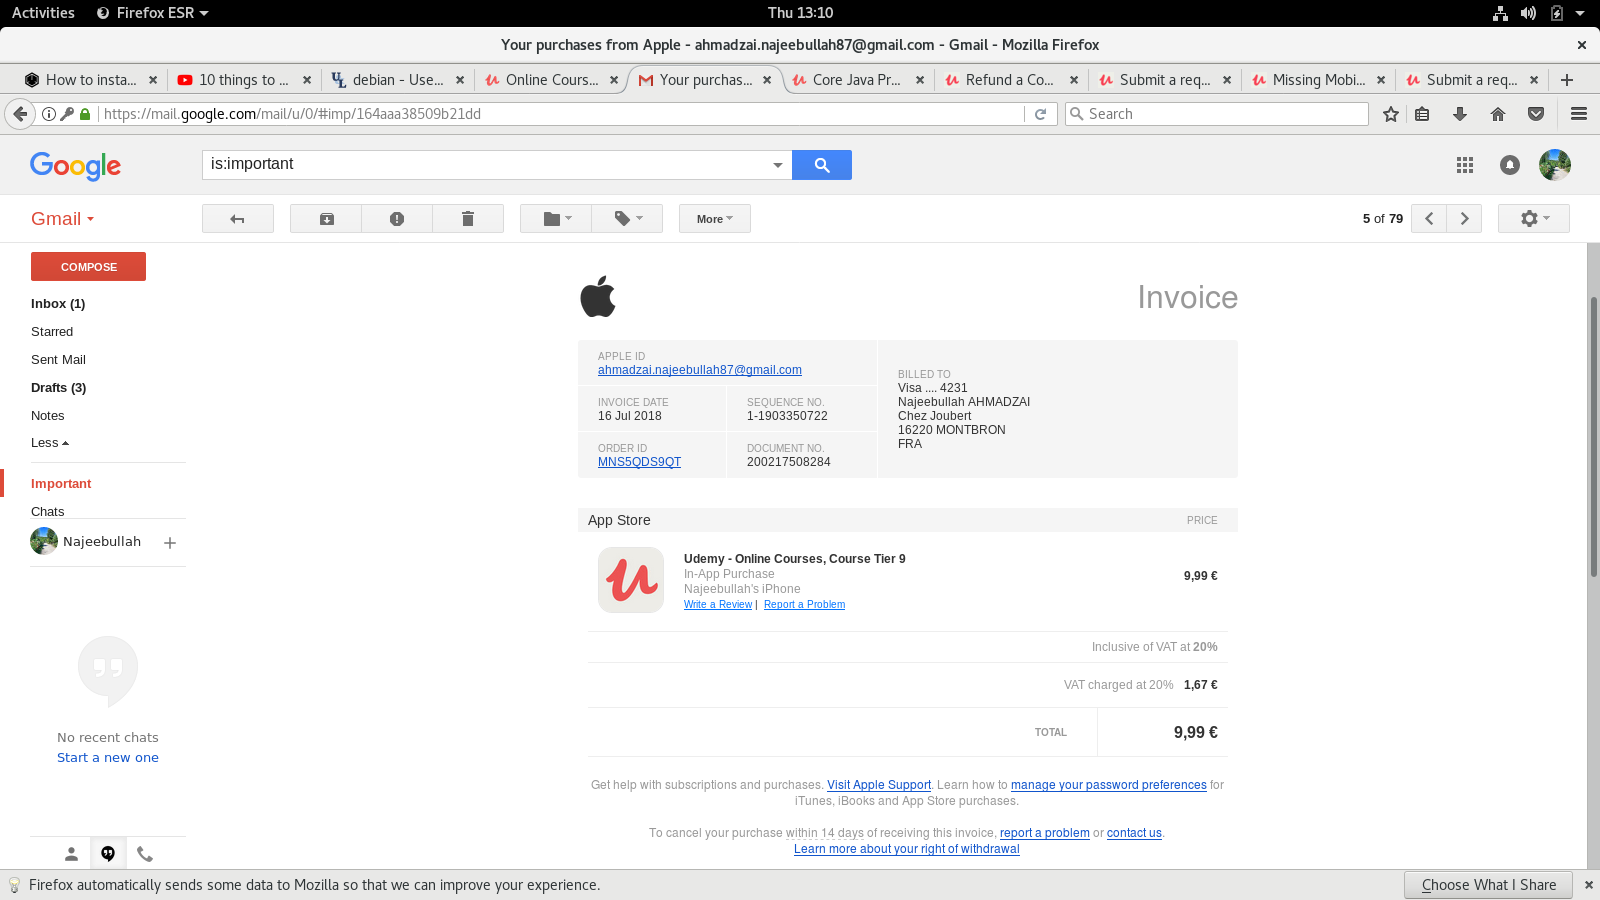 Activities Firefox ESR Thu 13:10
Your purchases from Apple - ahmadzai.najeebullah87@gmail.com - Gmail - Mozilla Firefox
How to insta... 10 things to ... debian - Use... Online Cours... Your purchas... Core Java Pr... Refund a Co... Submit a req... Missing Mobi... Submit a req...
https://mail.google.com/mail/u/0/#imp/164aaa38509b21dd Search
Google is:important
Gmail More 5 of 79
COMPOSE
Inbox (1)
Starred
Sent Mail
Drafts (3)
Notes
Less
Important
Chats
Najeebullah
No recent chats
Start a new one
Invoice
APPLE ID
ahmadzai.najeebullah87@gmail.com
INVOICE DATE
16 Jul 2018
SEQUENCE NO.
1-1903350722
ORDER ID
MNS5QDS9QT
DOCUMENT NO.
200217508284
BILLED TO
Visa .... 4231
Najeebullah AHMADZAI
Chez Joubert
16220 MONTBRON
FRA
App Store PRICE
Udemy - Online Courses, Course Tier 9
In-App Purchase
Najeebullah's iPhone
Write a Review | Report a Problem
9,99 €
Inclusive of VAT at 20%
VAT charged at 20% 1,67 €
TOTAL 9,99 €
Get help with subscriptions and purchases. Visit Apple Support. Learn how to manage your password preferences for
iTunes, iBooks and App Store purchases.
To cancel your purchase within 14 days of receiving this invoice, report a problem or contact us.
Learn more about your right of withdrawal
Firefox automatically sends some data to Mozilla so that we can improve your experience. Choose What I Share